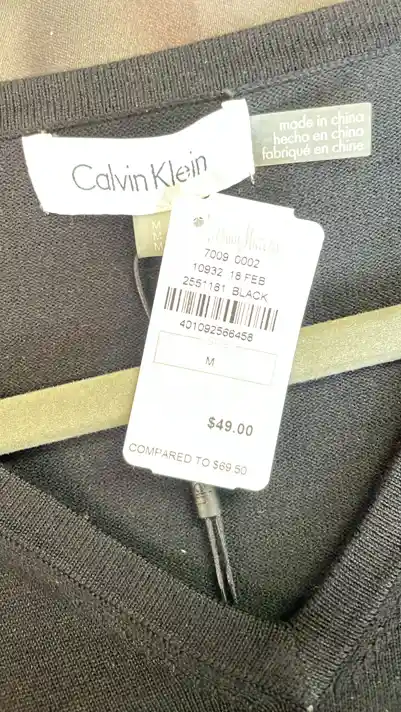 made in china
hecho en china
fabriqué en chine
Calvin Klein
M
M
M
7009 0002
10932 18 FEB
2551181 BLACK
401092566458
M
$49.00
COMPARED TO $69.50